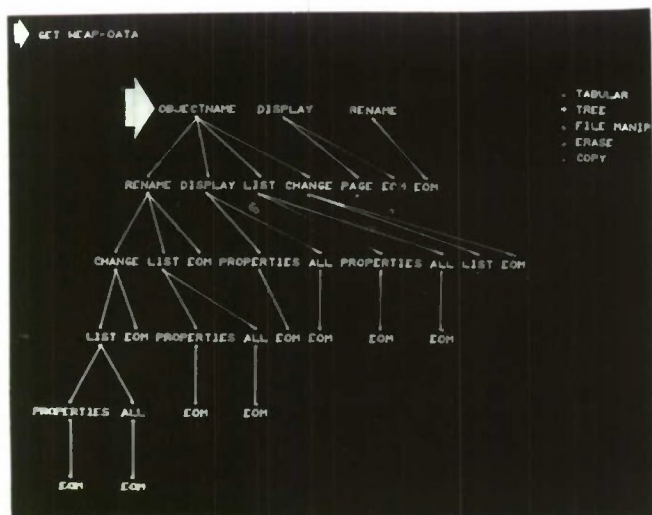 GET WEAP-DATA
OBJECTNAME DISPLAY RENAME
TABULAR
TREE
FILE MANIP
ERASE
COPY
RENAME DISPLAY LIST CHANGE PAGE EOM EOM
CHANGE LIST EOM PROPERTIES ALL PROPERTIES ALL LIST EOM
LIST EOM PROPERTIES ALL EOM EOM EOM EOM
PROPERTIES ALL EOM EOM
EOM EOM